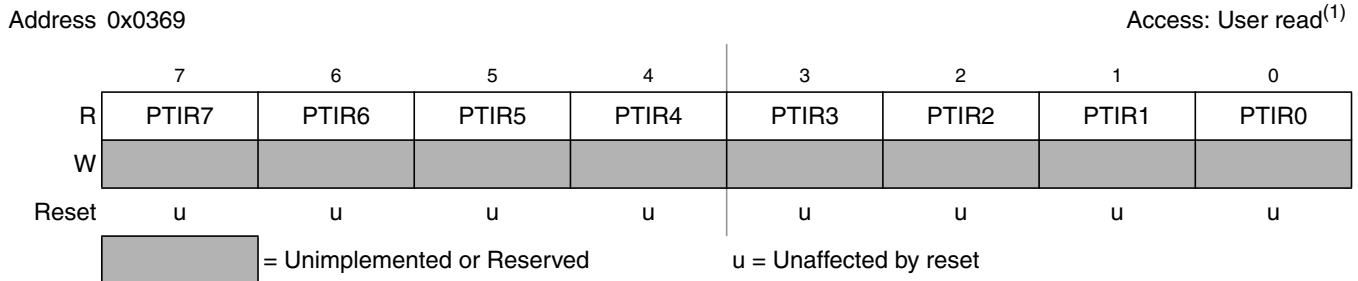 Address 0x0369 Access: User read(1)
7 6 5 4 3 2 1 0
R PTIR7 PTIR6 PTIR5 PTIR4 PTIR3 PTIR2 PTIR1 PTIR0
W
Reset u u u u u u u u
= Unimplemented or Reserved u = Unaffected by reset